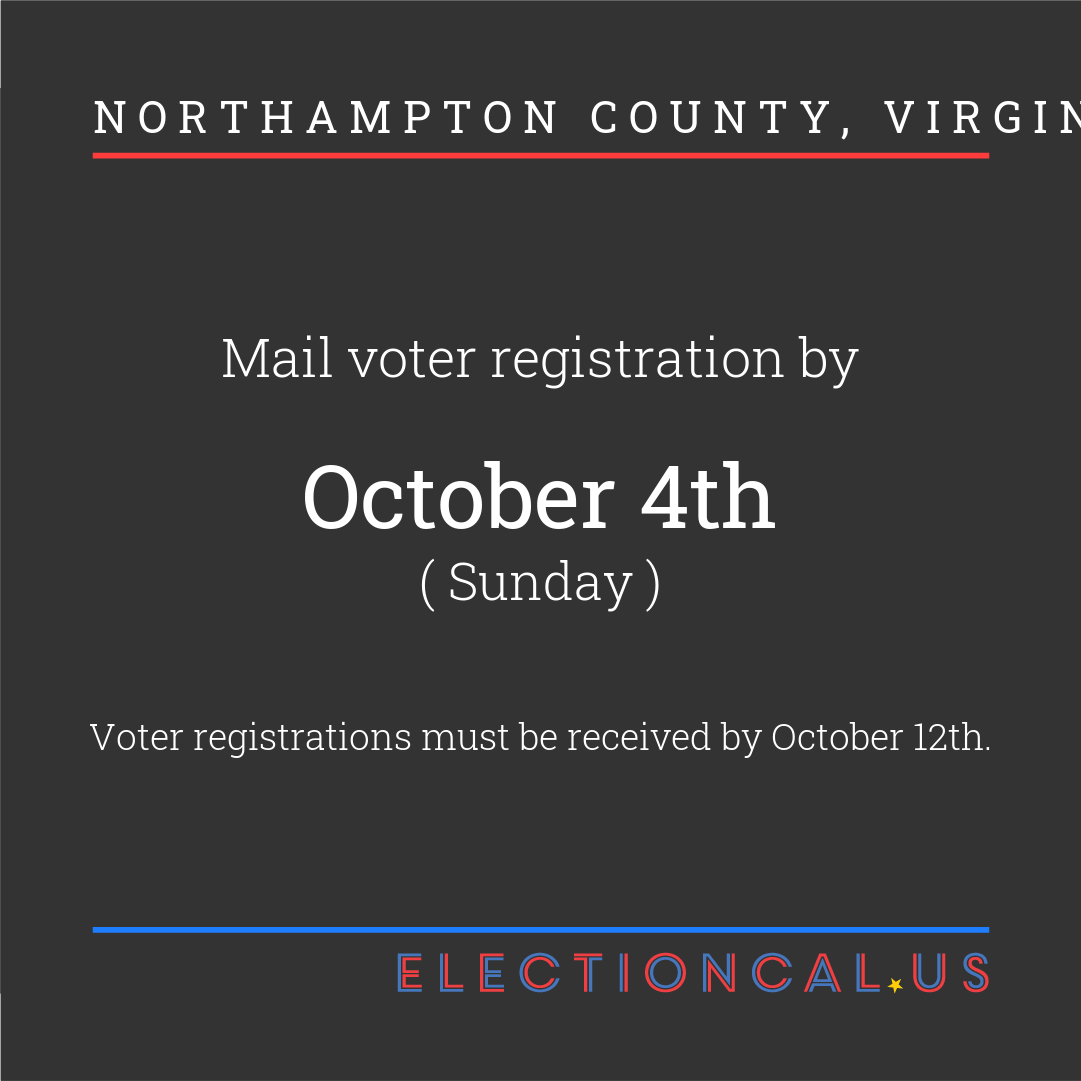 NORTHAMPTON COUNTY, VIRGIN
Mail voter registration by
October 4th
( Sunday )
Voter registrations must be received by October 12th.
ELECTIONCAL.US